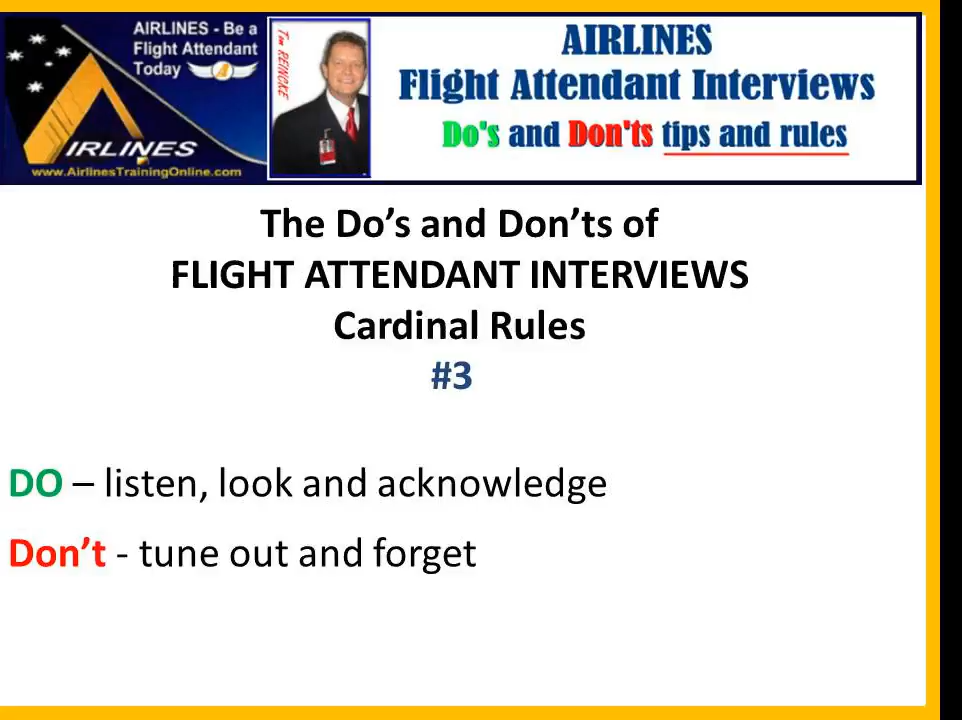 AIRLINES - Be a
Flight Attendant
Today
IRLINES
www.AirlinesTrainingOnline.com
Tom REINCKE
AIRLINES
Flight Attendant Interviews
Do's and Don'ts tips and rules
The Do’s and Don’ts of
FLIGHT ATTENDANT INTERVIEWS
Cardinal Rules
#3
DO – listen, look and acknowledge
Don’t - tune out and forget